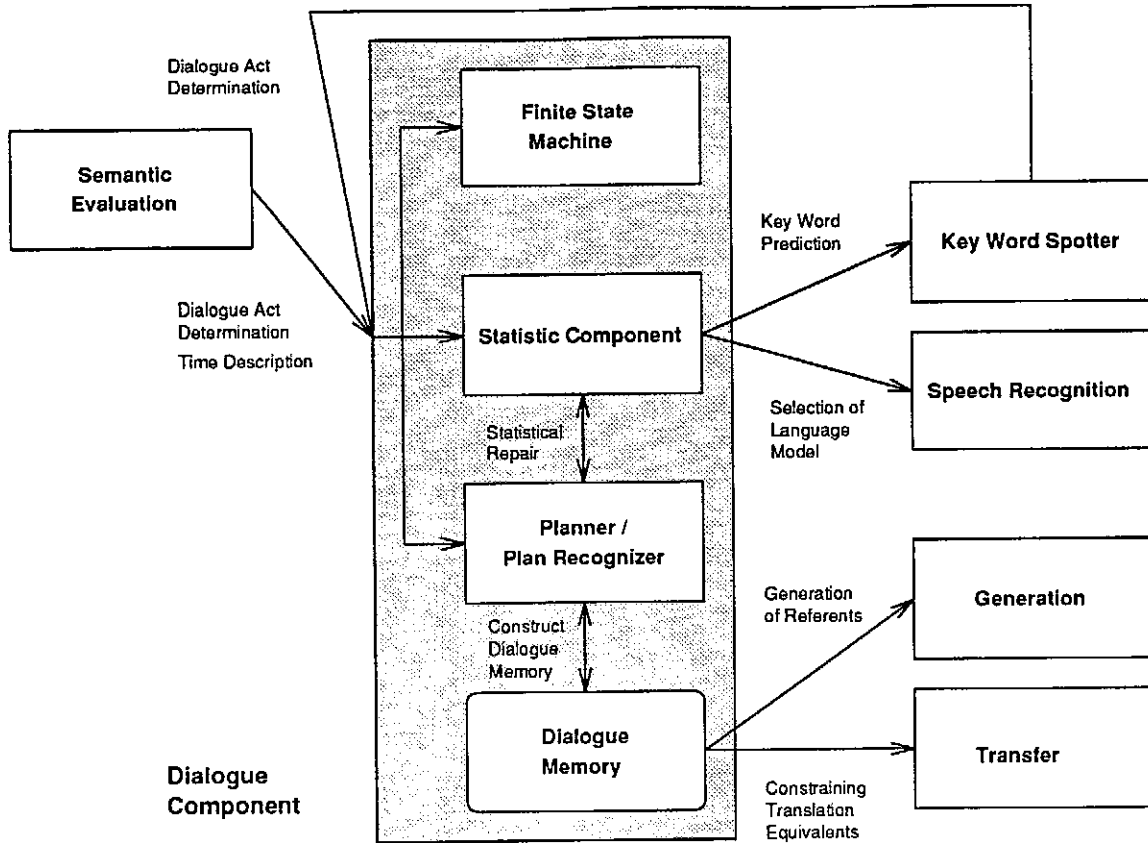 Dialogue Act
Determination
Finite State
Machine
Semantic
Evaluation
Key Word
Prediction
Key Word Spotter
Dialogue Act
Determination
Time Description
Statistic Component
Speech Recognition
Selection of
Language
Model
Statistical
Repair
Planner /
Plan Recognizer
Generation
of Referents
Generation
Construct
Dialogue
Memory
Dialogue
Memory
Transfer
Dialogue
Component
Constraining
Translation
Equivalents